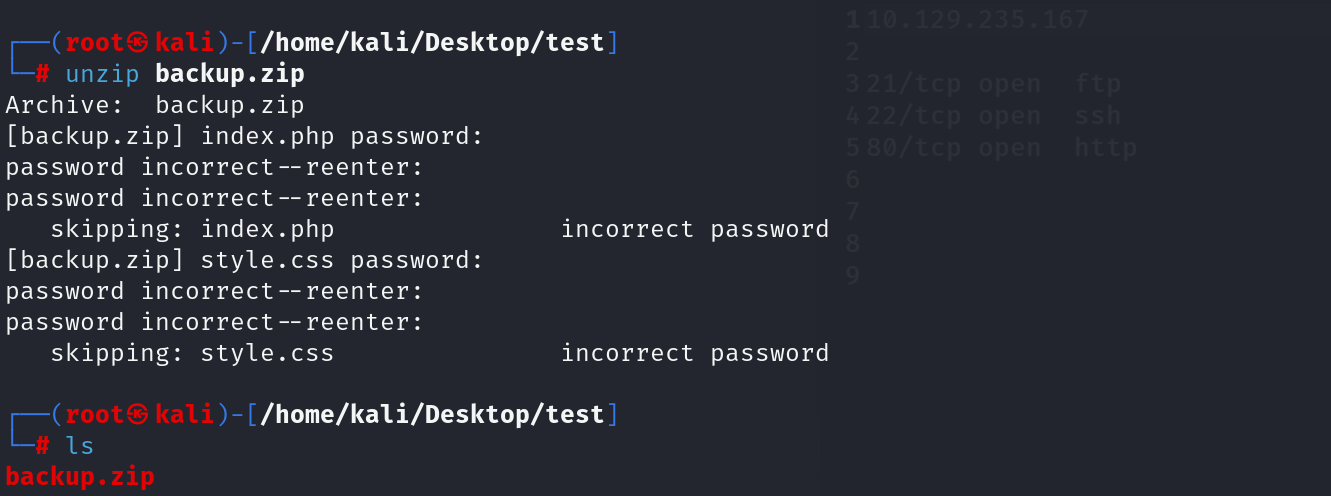 ┌──(root㉿kali)-[/home/kali/Desktop/test]
└─# unzip backup.zip
Archive:  backup.zip
[backup.zip] index.php password:
password incorrect--reenter:
password incorrect--reenter:
   skipping: index.php               incorrect password
[backup.zip] style.css password:
password incorrect--reenter:
password incorrect--reenter:
   skipping: style.css               incorrect password
┌──(root㉿kali)-[/home/kali/Desktop/test]
└─# ls
backup.zip
1 10.129.235.167
2
3 21/tcp open  ftp
4 22/tcp open  ssh
5 80/tcp open  http
6
7
8
9